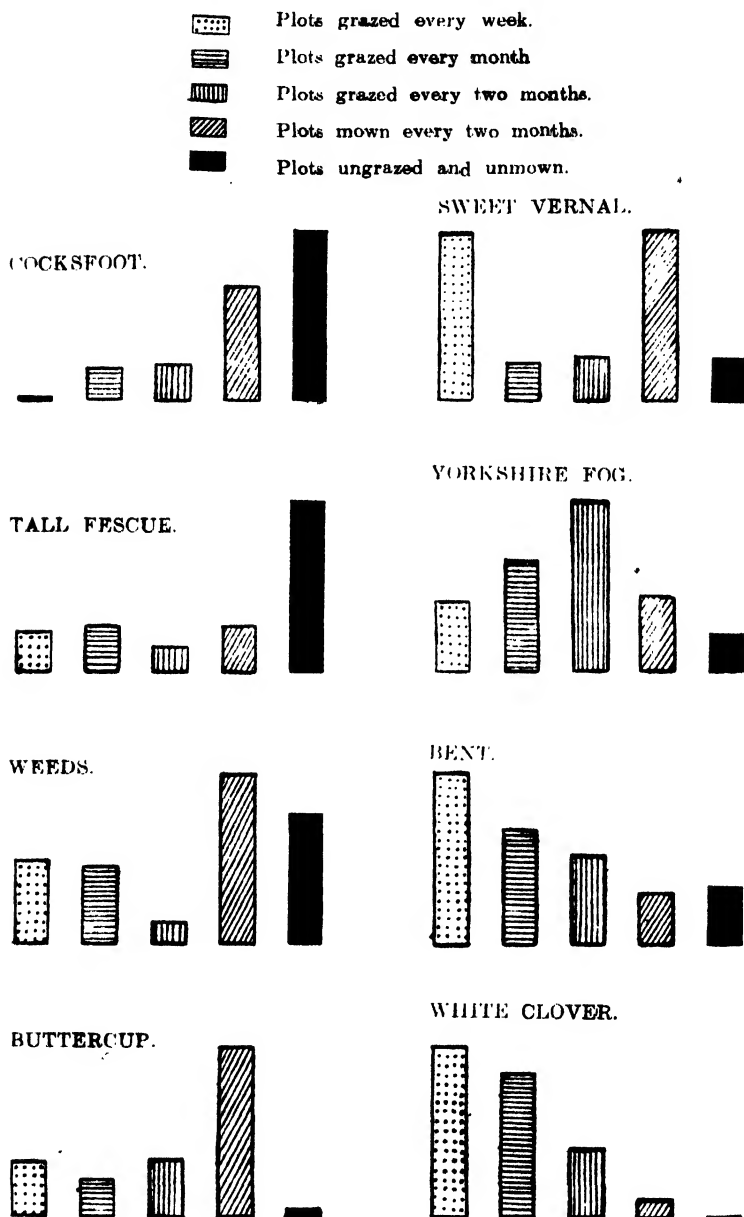 Plots grazed every week.
Plots grazed every month
Plots grazed every two months.
Plots mown every two months.
Plots ungrazed and unmown.
SWEET VERNAL.
COCKSFOOT.
YORKSHIRE FOG.
TALL FESCUE.
BENT.
WEEDS.
WHITE CLOVER.
BUTTERCUP.